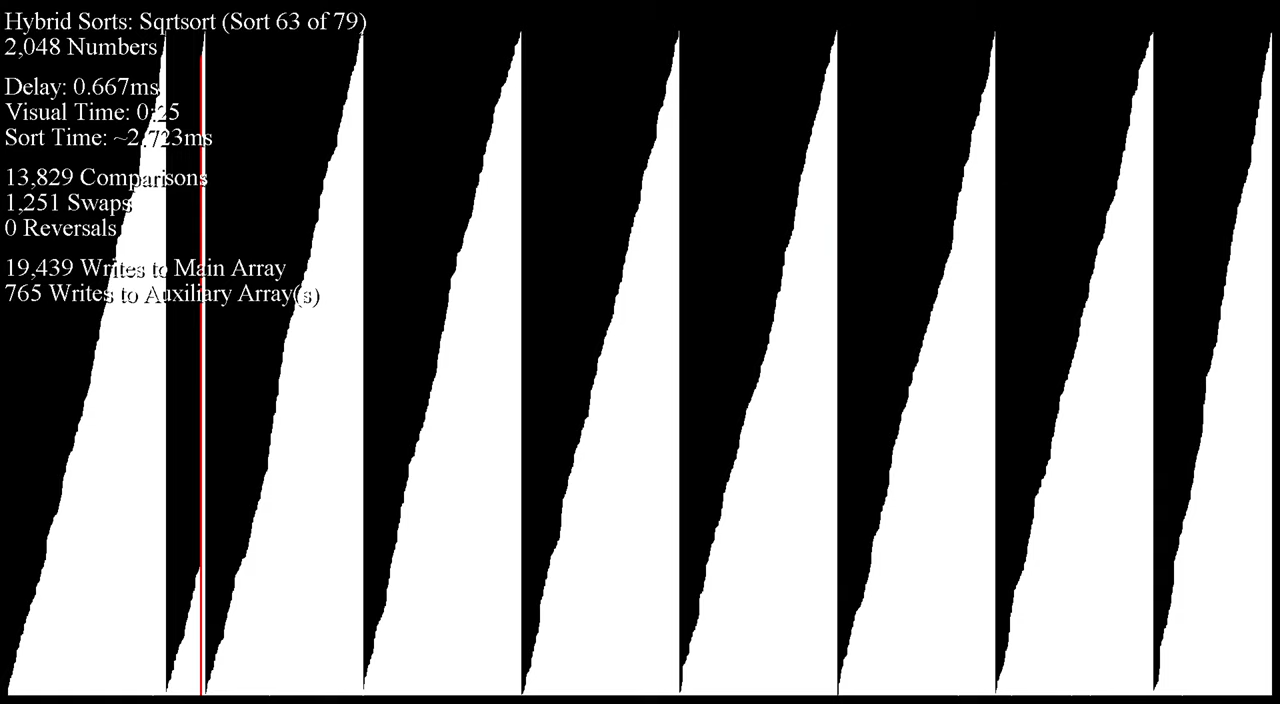 Hybrid Sorts: Sqrtsort (Sort 63 of 79)
2,048 Numbers
Delay: 0.667ms
Visual Time: 0:25
Sort Time: ~2.723ms
13,829 Comparisons
1,251 Swaps
0 Reversals
19,439 Writes to Main Array
765 Writes to Auxiliary Array(s)